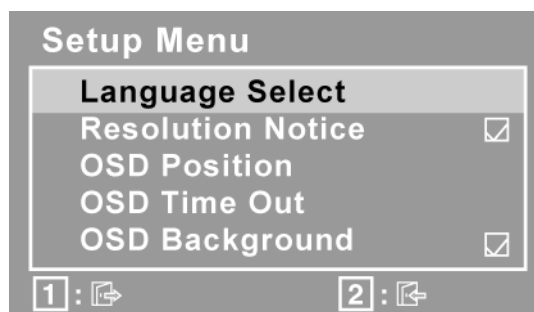 Setup Menu
Language Select
Resolution Notice
OSD Position
OSD Time Out
OSD Background
1 : 2 :